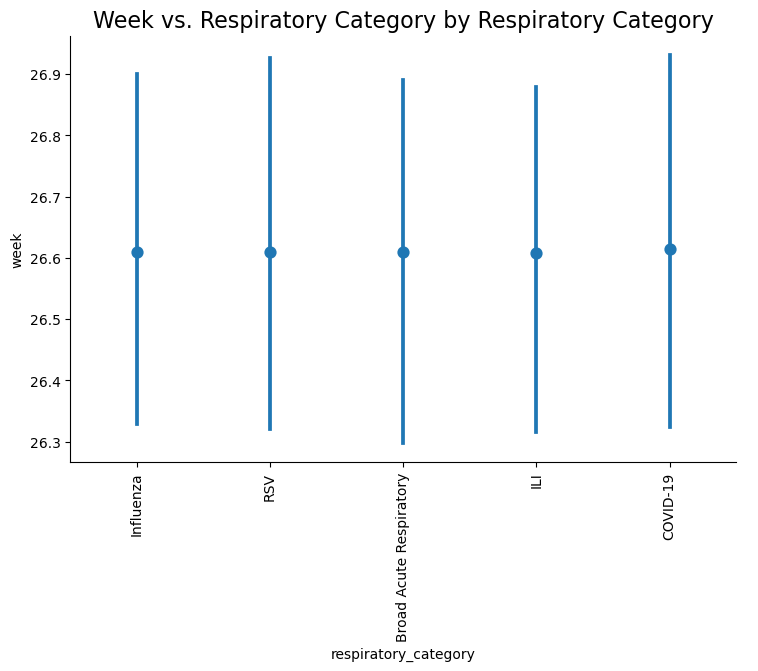 Week vs. Respiratory Category by Respiratory Category
week
26.9
26.8
26.7
26.6
26.5
26.4
26.3
Influenza
RSV
Broad Acute Respiratory
ILI
COVID-19
respiratory_category